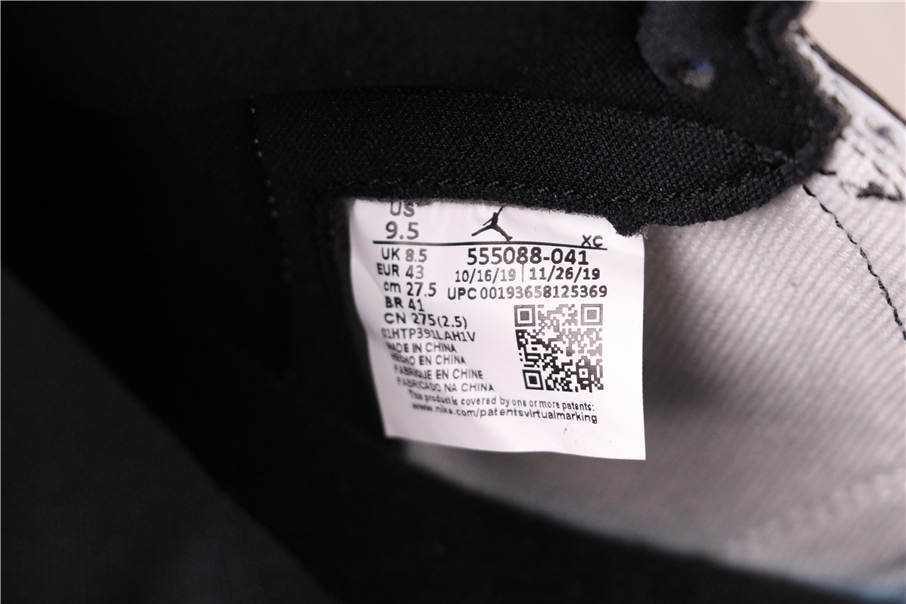 US
9.5
XC
UK 8.5
555088-041
EUR 43
10/16/19 11/26/19
cm 27.5
UPC 00193658125369
BR 41
CN 275(2.5)
01HTP391LAH1V
MADE IN CHINA
HECHO EN CHINA
FABRIQUE EN CHINE
FABRICADO NA CHINA
This product is covered by one or more patents:
www.nike.com/patentsvirtualmarking